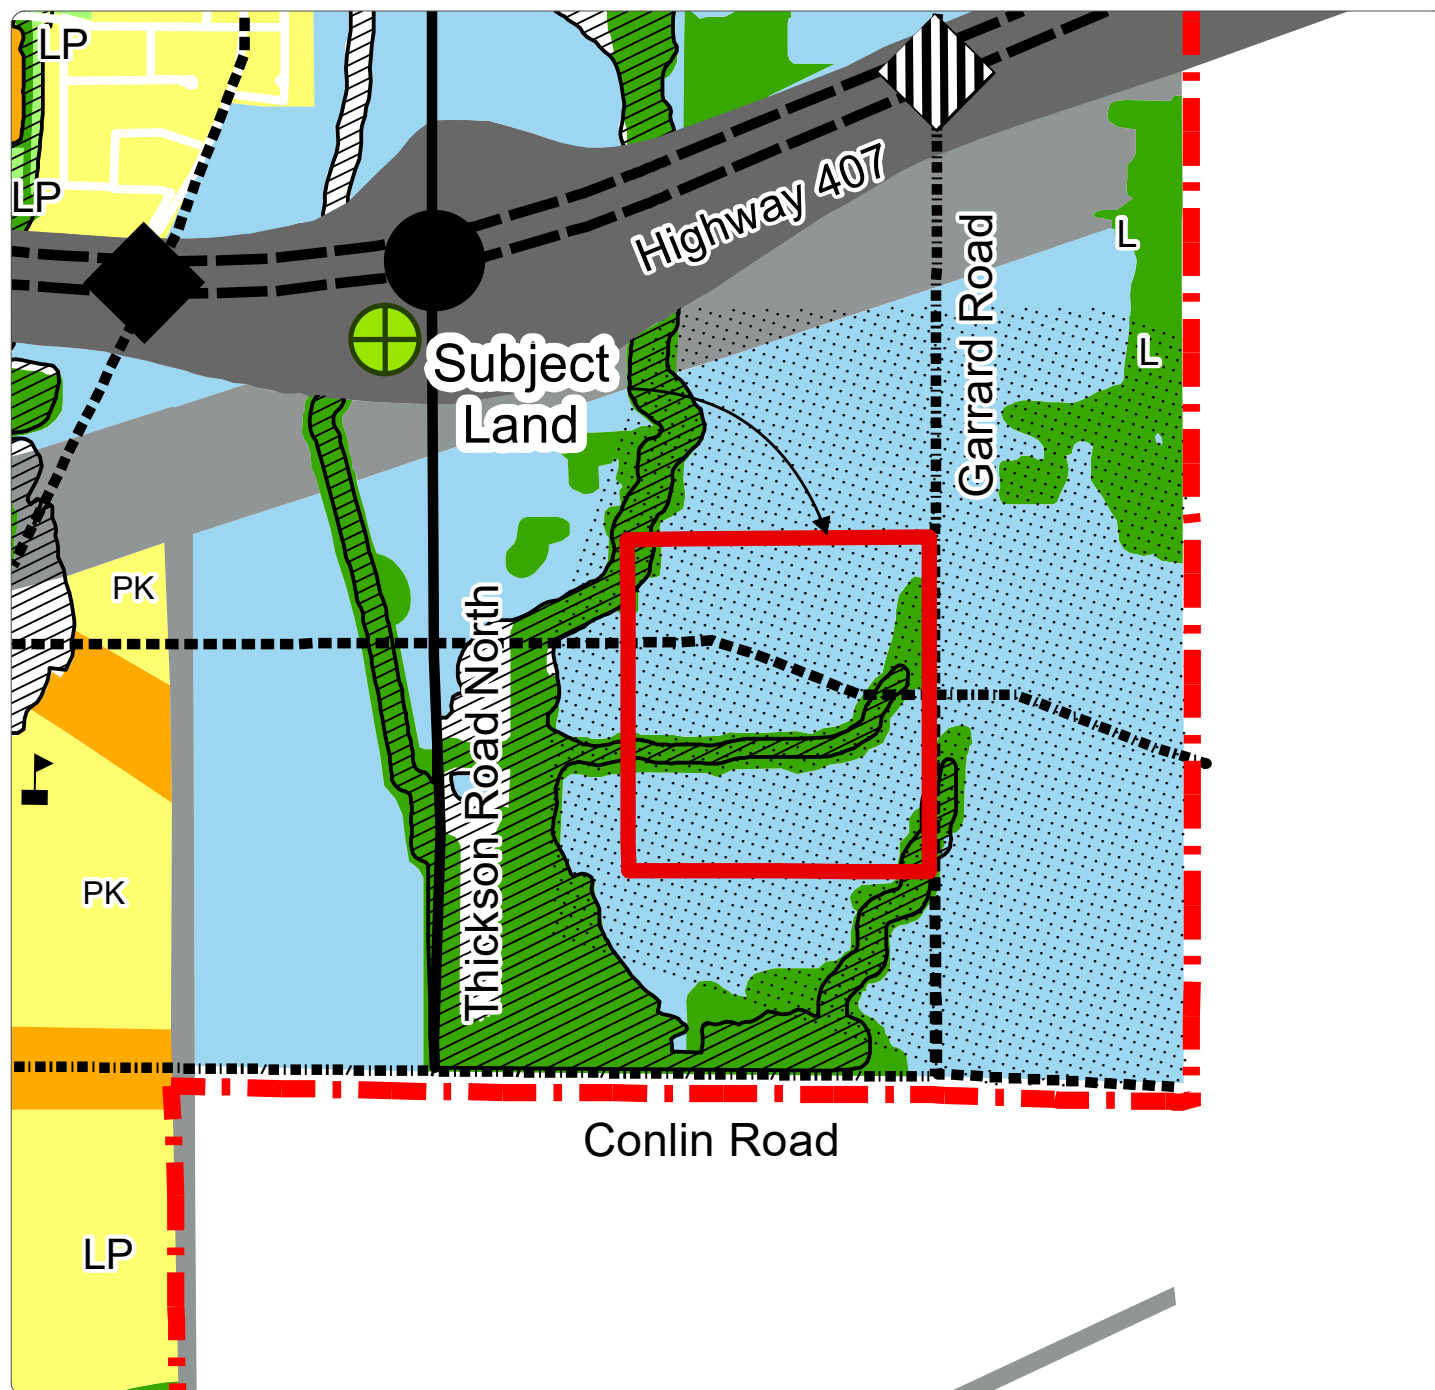 LP
LP
Highway 407
L
Garrard Road
L
Subject
Land
PK
Thickson Road North
PK
Conlin Road
LP